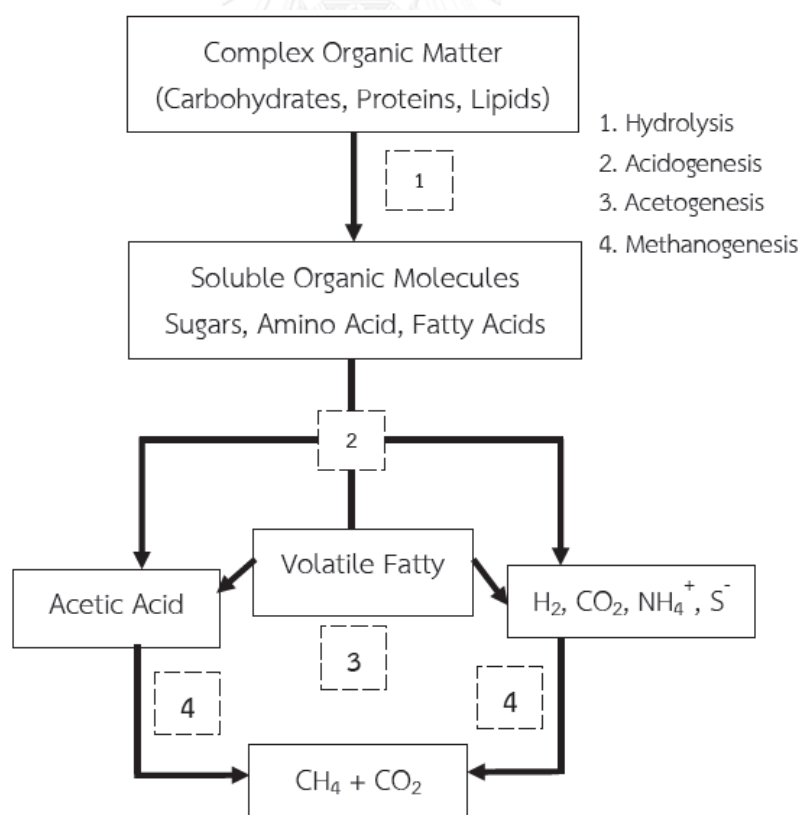 Complex Organic Matter
(Carbohydrates, Proteins, Lipids)
1. Hydrolysis
2. Acidogenesis
3. Acetogenesis
4. Methanogenesis
1
Soluble Organic Molecules
Sugars, Amino Acid, Fatty Acids
2
Volatile Fatty
Acetic Acid
H₂, CO₂, NH₄⁺, S⁻
3
4
4
CH₄ + CO₂